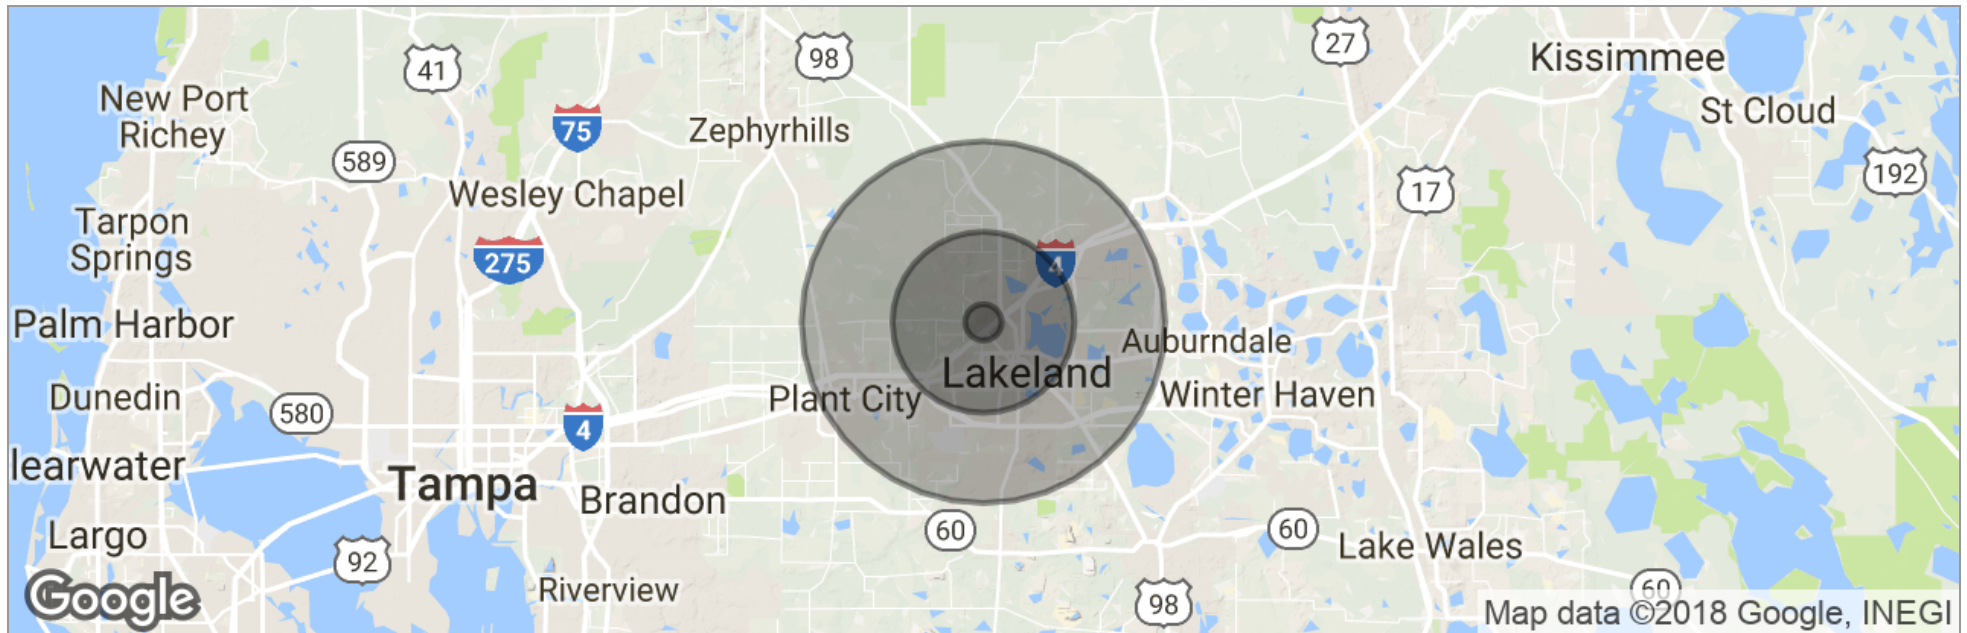 98
27
Kissimmee
41
New Port
Richey
St Cloud
75
Zephyrhills
589
192
Wesley Chapel
17
Tarpon
Springs
275
4
Palm Harbor
Auburndale
Lakeland
Dunedin
Plant City
Winter Haven
580
4
learwater
Tampa
Brandon
Largo
60
60
Lake Wales
92
Riverview
60
98
Google
Map data ©2018 Google, INEGI